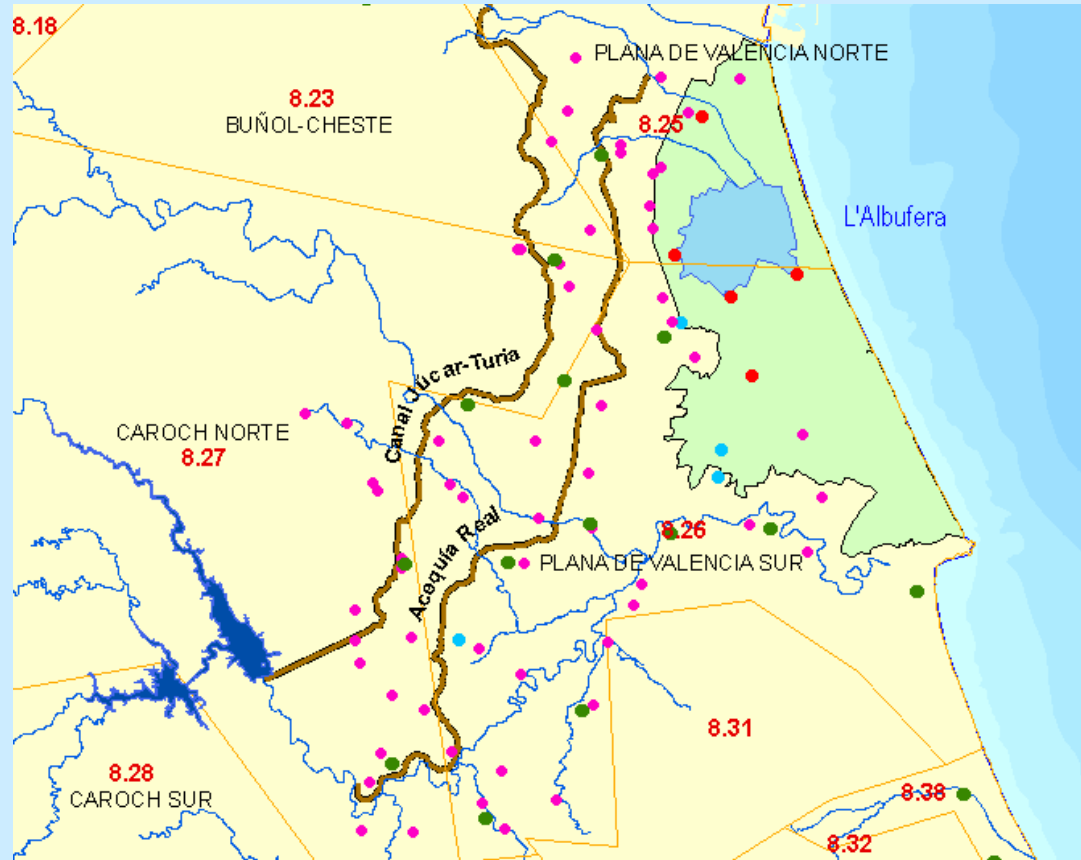 8.18
PLANA DE VALENCIA NORTE
8.23
BUÑOL-CHESTE
8.25
L'Albufera
Canal Júcar-Turia
CAROCH NORTE
8.27
Acequía Real
8.26
PLANA DE VALENCIA SUR
8.31
8.28
CAROCH SUR
8.38
8.32